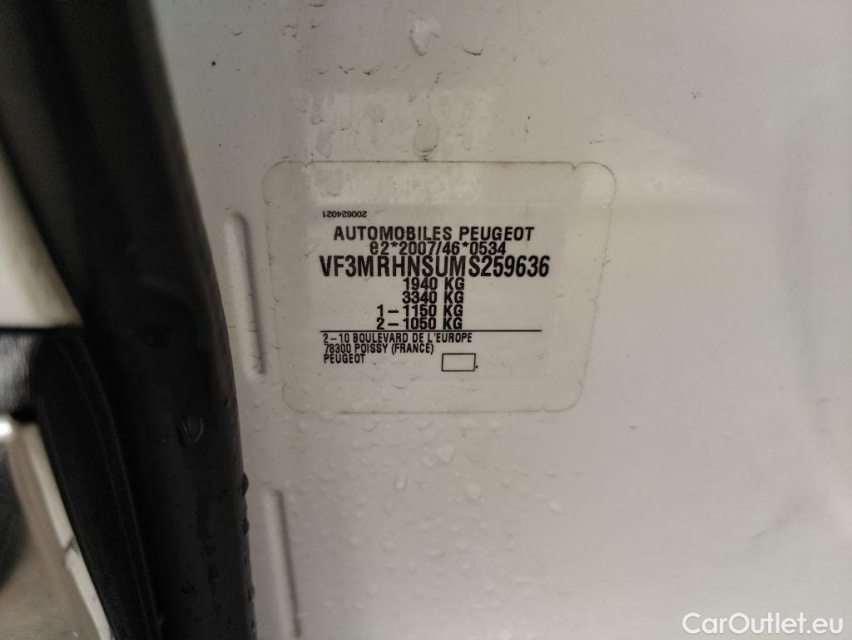 200624021
AUTOMOBILES PEUGEOT
e2*2007/46*0534
VF3MRHNSUMS259636
1940 KG
3340 KG
1-1150 KG
2-1050 KG
2-10 BOULEVARD DE L'EUROPE
78300 POISSY (FRANCE)
PEUGEOT
CarOutlet.eu